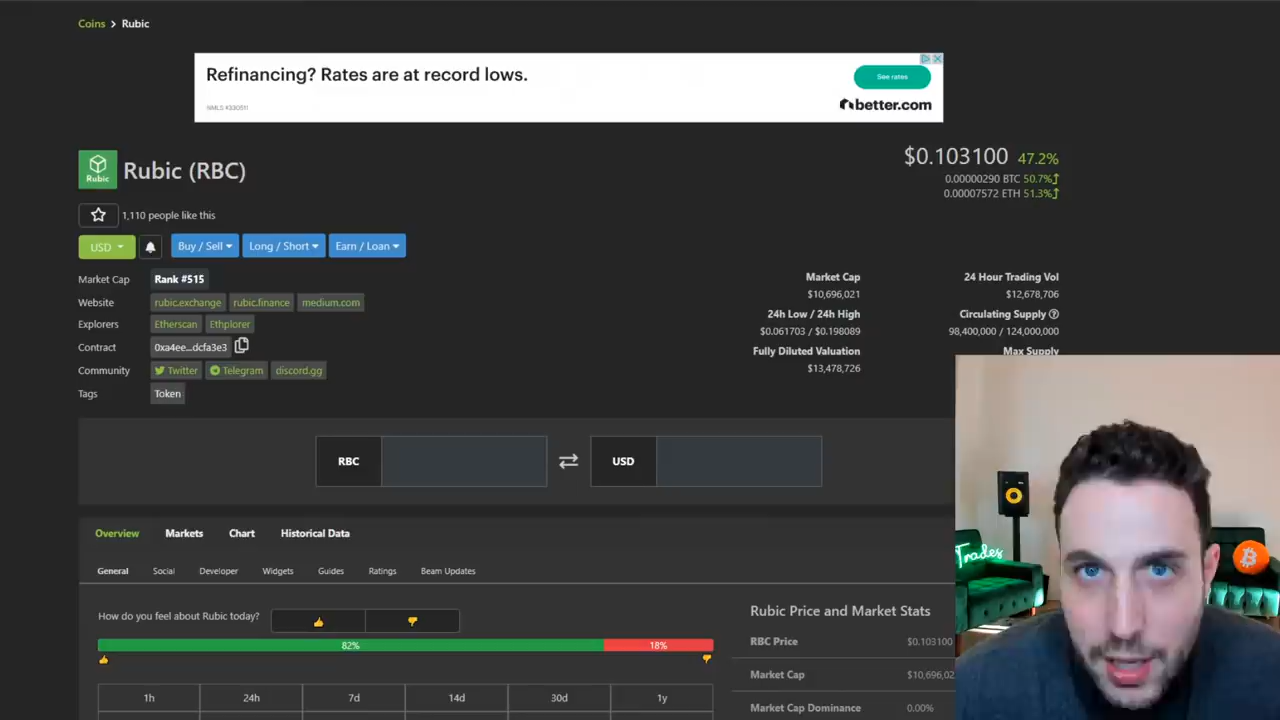 Coins > Rubic
Refinancing? Rates are at record lows.
See rates
NMLS #330511
better.com
Rubic
Rubic (RBC)
$0.103100 47.2%
0.00000290 BTC 50.7%
0.00007572 ETH 51.3%
1,110 people like this
USD
Buy / Sell
Long / Short
Earn / Loan
Market Cap Rank #515
Website rubic.exchange rubic.finance medium.com
Explorers Etherscan Ethplorer
Contract 0xa4ee...dcfa3e3
Community Twitter Telegram discord.gg
Tags Token
Market Cap
$10,696,021
24 Hour Trading Vol
$12,678,706
24h Low / 24h High
$0.061703 / $0.198089
Circulating Supply
98,400,000 / 124,000,000
Fully Diluted Valuation
$13,478,726
Max Supply
RBC
USD
Overview Markets Chart Historical Data
General Social Developer Widgets Guides Ratings Beam Updates
How do you feel about Rubic today?
82% 18%
1h 24h 7d 14d 30d 1y
Rubic Price and Market Stats
RBC Price $0.103100
Market Cap $10,696,02
Market Cap Dominance 0.00%
Trades